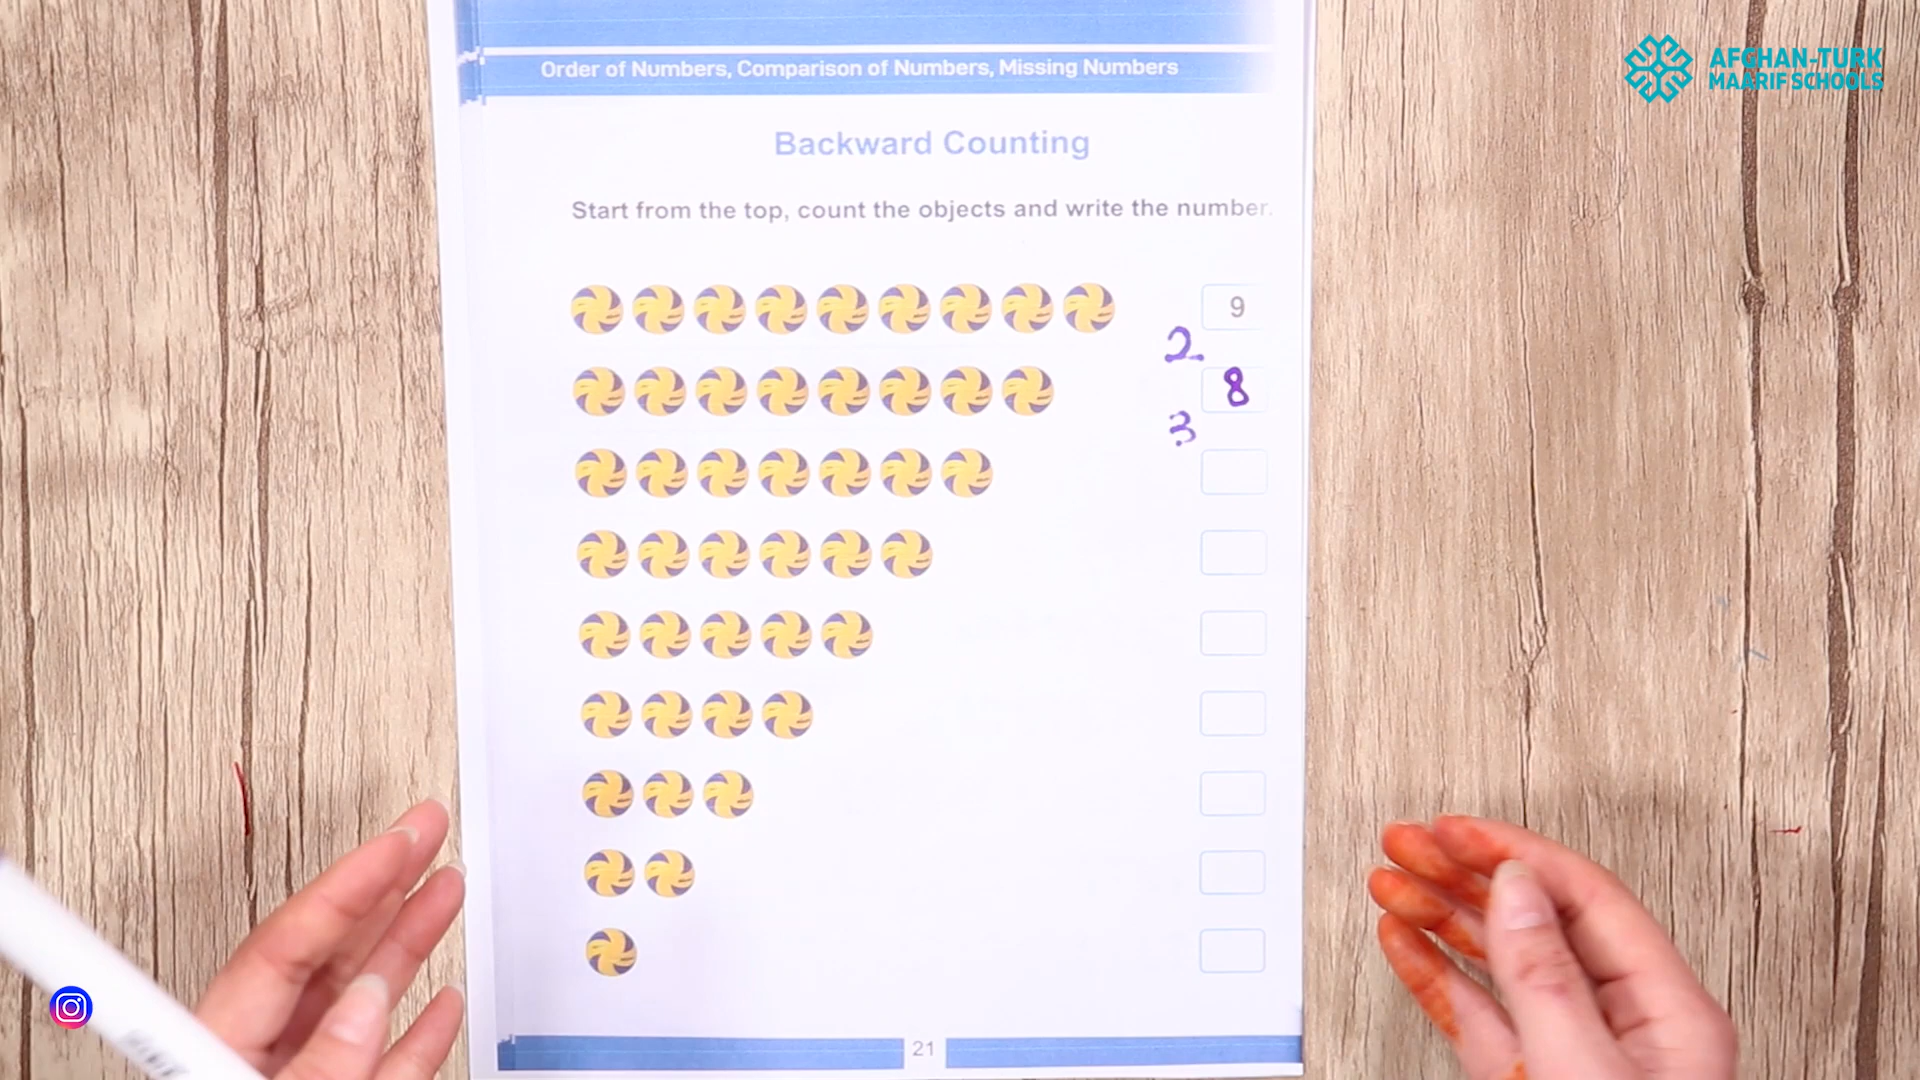 AFGHAN-TURK
MAARIF SCHOOLS
Order of Numbers, Comparison of Numbers, Missing Numbers
Backward Counting
Start from the top, count the objects and write the number.
9
2
8
3
21